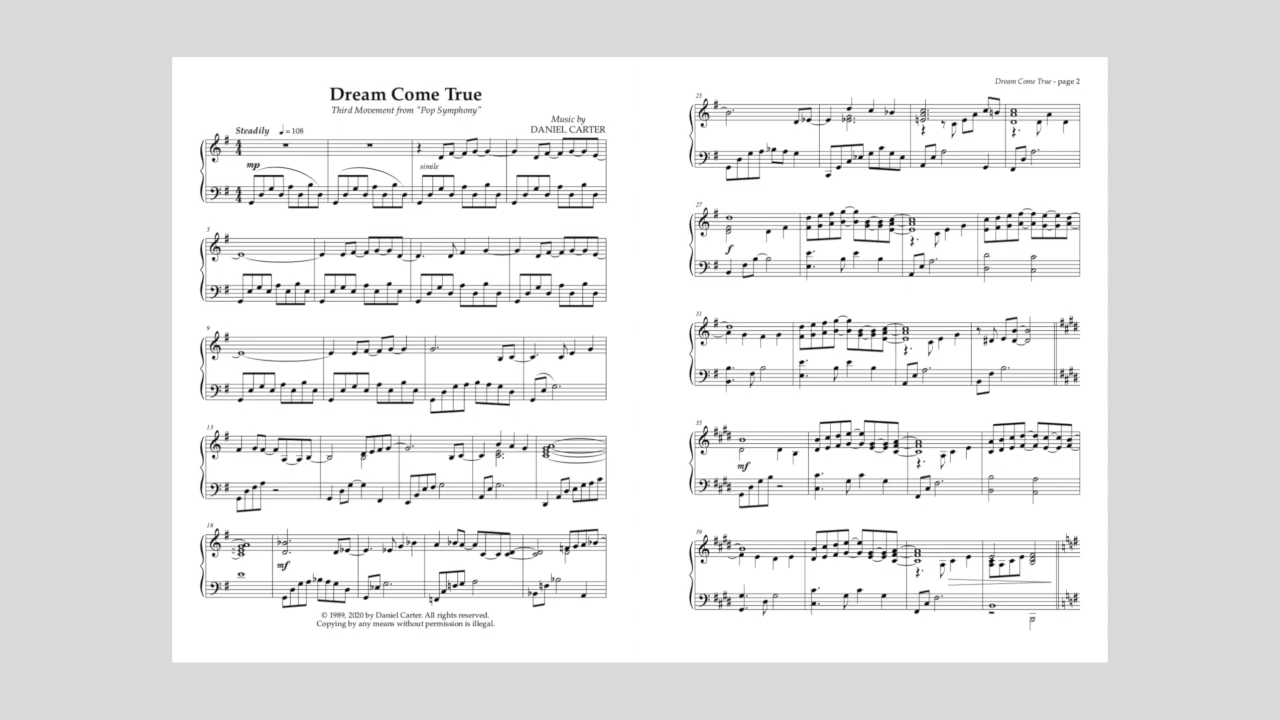 Dream Come True
Third Movement from "Pop Symphony"
Music by
DANIEL CARTER
Steadily ♩ = 108
mp
simile
5
9
13
18
mf
© 1989, 2020 by Daniel Carter. All rights reserved.
Copying by any means without permission is illegal.
Dream Come True - page 2
23
27
f
31
35
mf
39